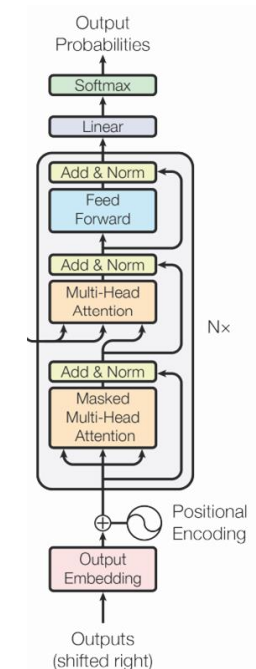 Output
Probabilities
Softmax
Linear
Add & Norm
Feed
Forward
Add & Norm
Multi-Head
Attention
N×
Add & Norm
Masked
Multi-Head
Attention
Positional
Encoding
Output
Embedding
Outputs
(shifted right)